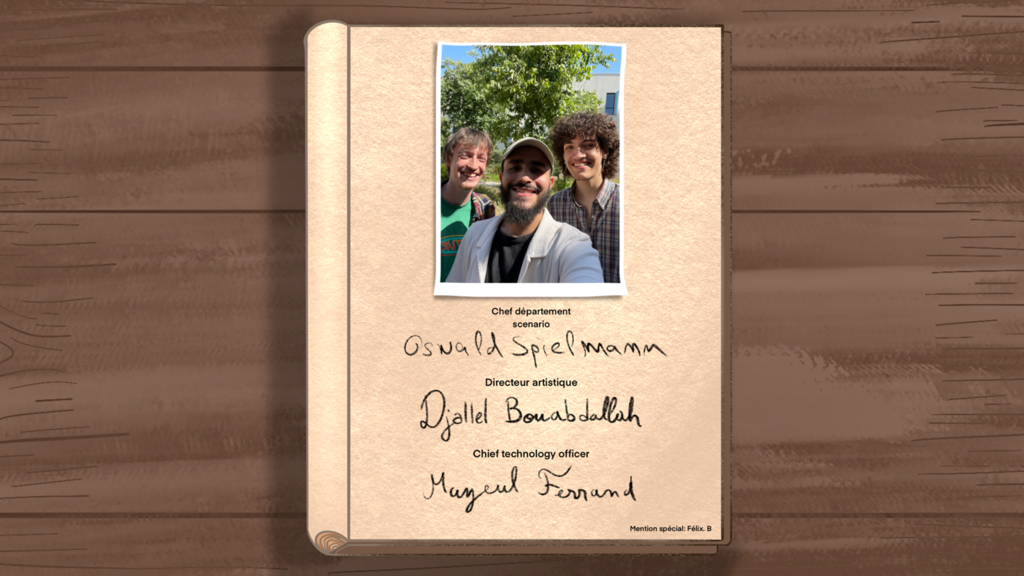 Chef département
scenario
Oswald Spielmann
Directeur artistique
Djallel Bouabdallah
Chief technology officer
Mayeul Ferrand
Mention spécial: Félix. B